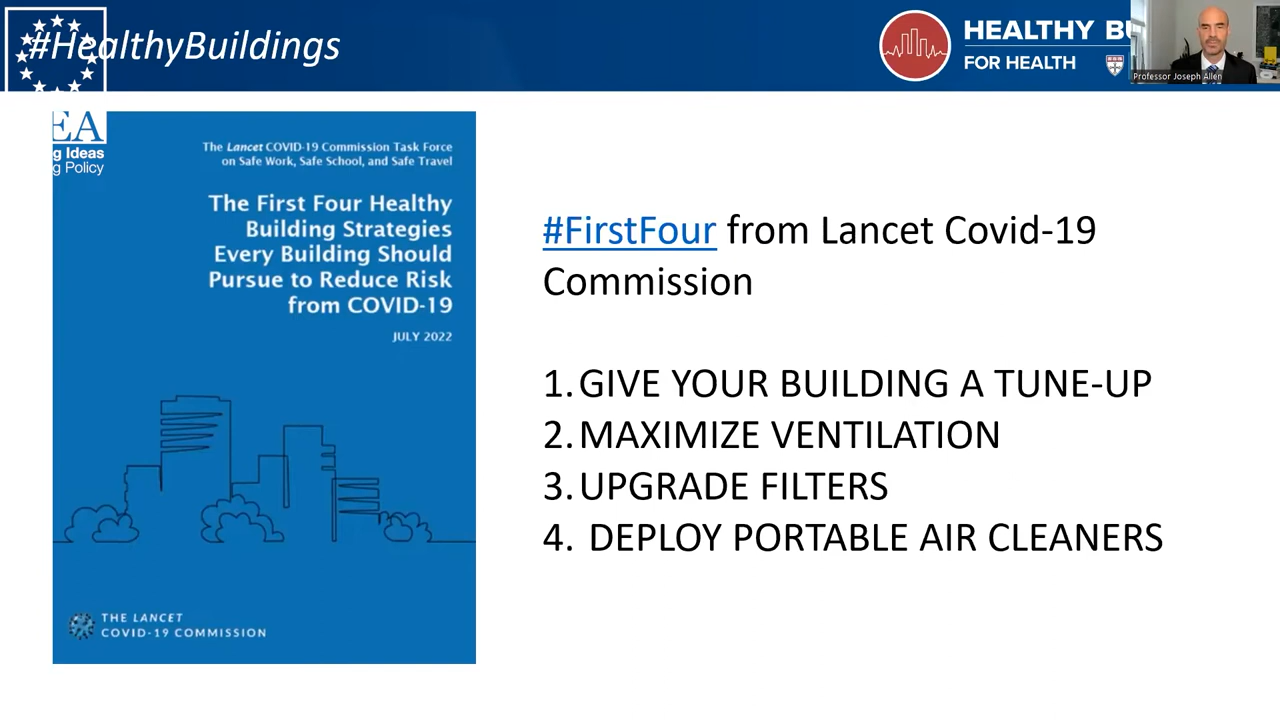 #HealthyBuildings
HEALTHY BU
FOR HEALTH
Professor Joseph Allen
EA
g Ideas
g Policy
The Lancet COVID-19 Commission Task Force
on Safe Work, Safe School, and Safe Travel
The First Four Healthy
Building Strategies
Every Building Should
Pursue to Reduce Risk
from COVID-19
JULY 2022
THE LANCET
COVID-19 COMMISSION
#FirstFour from Lancet Covid-19
Commission
1. GIVE YOUR BUILDING A TUNE-UP
2. MAXIMIZE VENTILATION
3. UPGRADE FILTERS
4. DEPLOY PORTABLE AIR CLEANERS